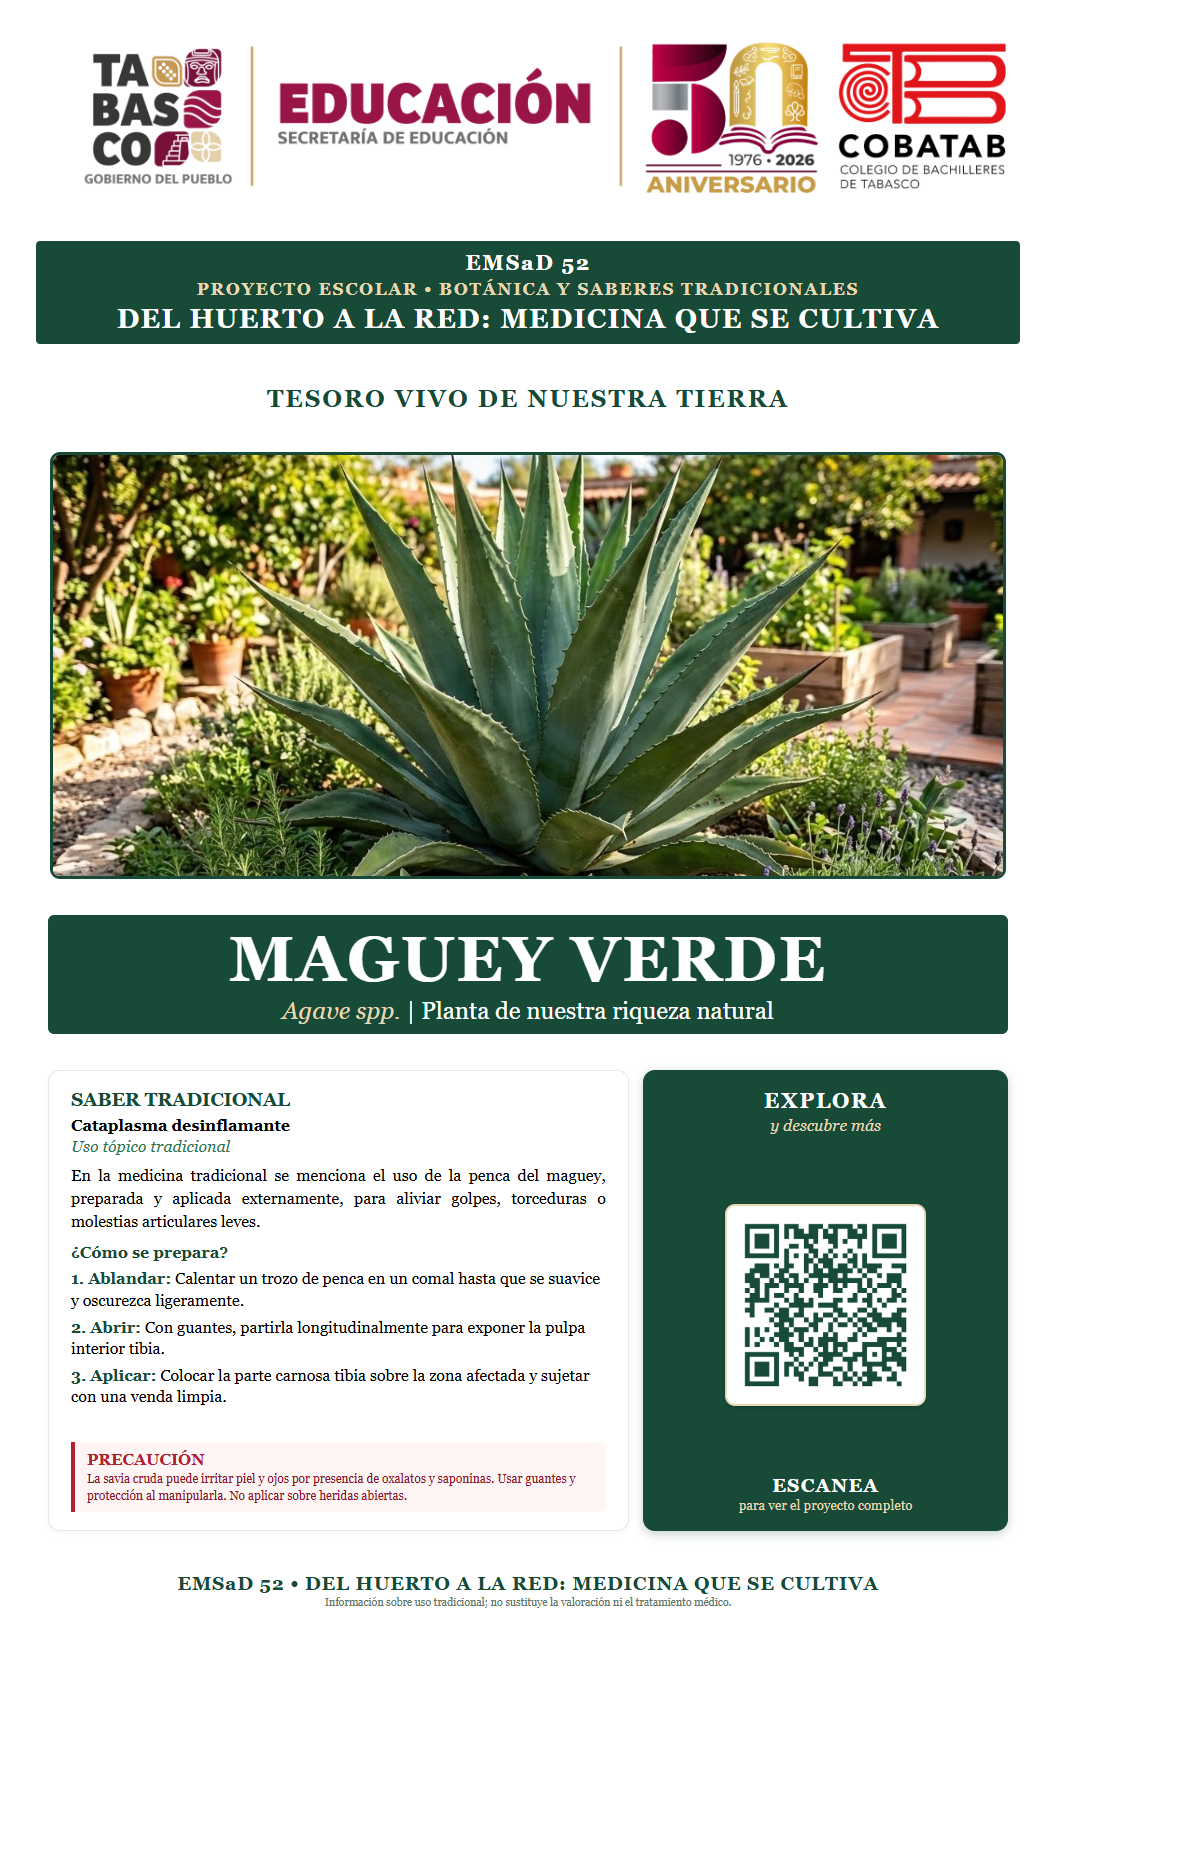 TA
BAS
CO
GOBIERNO DEL PUEBLO
EDUCACIÓN
SECRETARÍA DE EDUCACIÓN
50
1976 • 2026
ANIVERSARIO
CB
COBATAB
COLEGIO DE BACHILLERES
DE TABASCO
EMSaD 52
PROYECTO ESCOLAR • BOTÁNICA Y SABERES TRADICIONALES
DEL HUERTO A LA RED: MEDICINA QUE SE CULTIVA
TESORO VIVO DE NUESTRA TIERRA
MAGUEY VERDE
Agave spp. | Planta de nuestra riqueza natural
SABER TRADICIONAL
Cataplasma desinflamante
Uso tópico tradicional
En la medicina tradicional se menciona el uso de la penca del maguey,
preparada y aplicada externamente, para aliviar golpes, torceduras o
molestias articulares leves.
¿Cómo se prepara?
1. Ablandar: Calentar un trozo de penca en un comal hasta que se suavice
y oscurezca ligeramente.
2. Abrir: Con guantes, partirla longitudinalmente para exponer la pulpa
interior tibia.
3. Aplicar: Colocar la parte carnosa tibia sobre la zona afectada y sujetar
con una venda limpia.
PRECAUCIÓN
La savia cruda puede irritar piel y ojos por presencia de oxalatos y saponinas. Usar guantes y
protección al manipularla. No aplicar sobre heridas abiertas.
EXPLORA
y descubre más
ESCANEA
para ver el proyecto completo
EMSaD 52 • DEL HUERTO A LA RED: MEDICINA QUE SE CULTIVA
Información sobre uso tradicional; no sustituye la valoración ni el tratamiento médico.